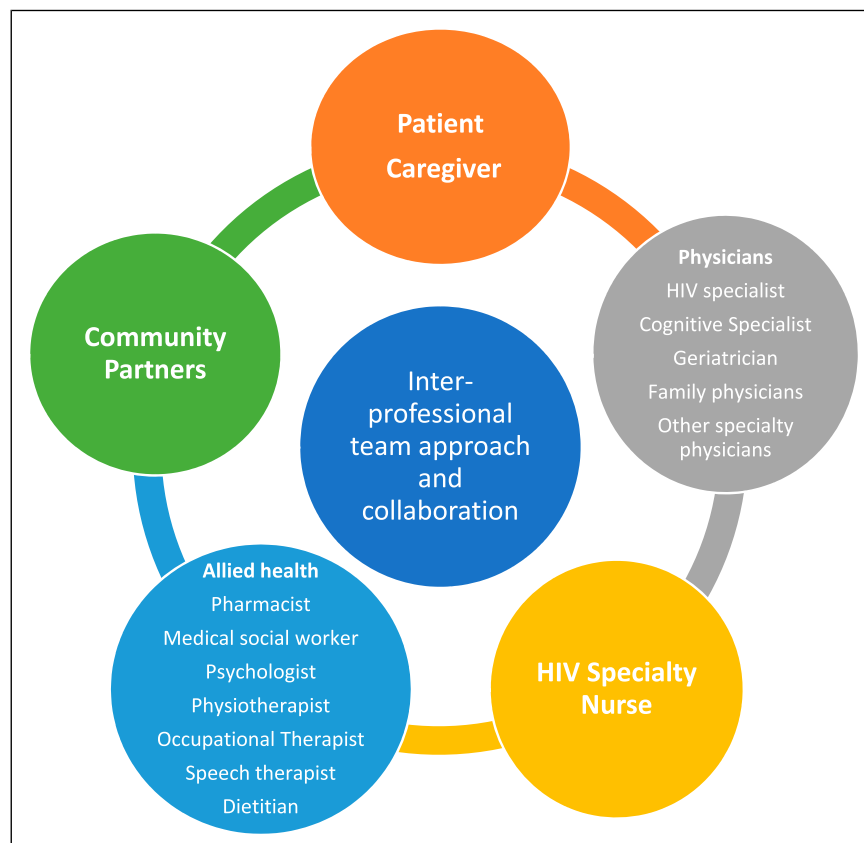 Patient
Caregiver
Physicians
HIV specialist
Cognitive Specialist
Geriatrician
Family physicians
Other specialty
physicians
Community
Partners
Inter-
professional
team approach
and
collaboration
Allied health
Pharmacist
Medical social worker
Psychologist
Physiotherapist
Occupational Therapist
Speech therapist
Dietitian
HIV Specialty
Nurse